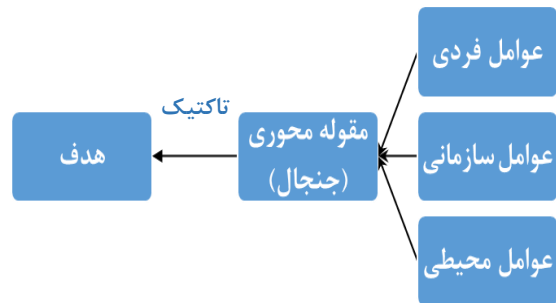 عوامل فردی
تاکتیک
مقوله محوری
(جنجال)
هدف
عوامل سازمانی
عوامل محیطی